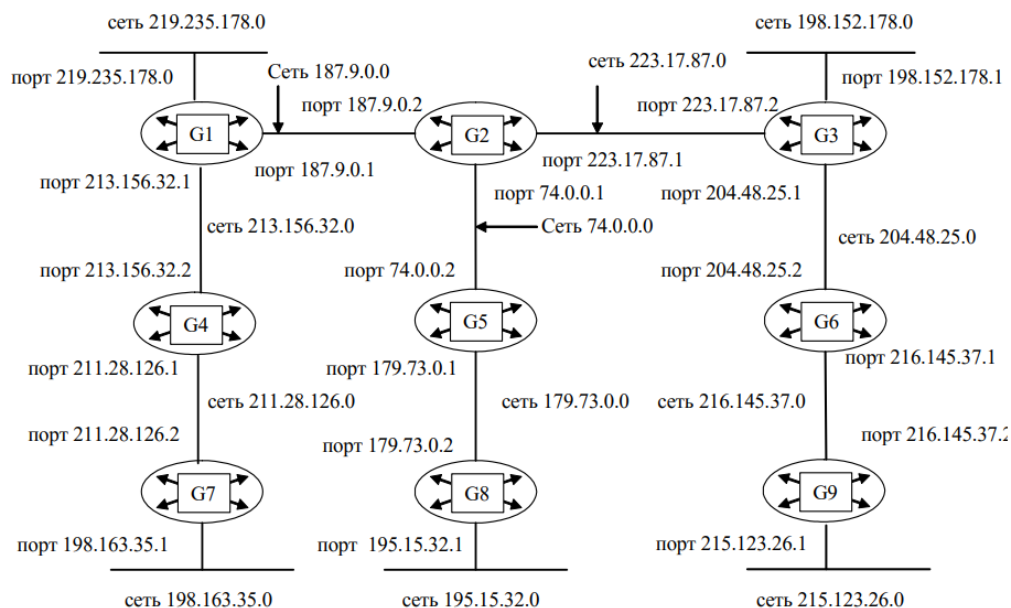 сеть 219.235.178.0
сеть 198.152.178.0
порт 219.235.178.0
Сеть 187.9.0.0
сеть 223.17.87.0
порт 198.152.178.1
порт 187.9.0.2
порт 223.17.87.2
G1
G2
G3
порт 213.156.32.1
порт 187.9.0.1
порт 223.17.87.1
порт 74.0.0.1
порт 204.48.25.1
сеть 213.156.32.0
Сеть 74.0.0.0
сеть 204.48.25.0
порт 213.156.32.2
порт 74.0.0.2
порт 204.48.25.2
G4
G5
G6
порт 211.28.126.1
порт 179.73.0.1
порт 216.145.37.1
сеть 211.28.126.0
сеть 179.73.0.0
сеть 216.145.37.0
порт 211.28.126.2
порт 179.73.0.2
порт 216.145.37.2
G7
G8
G9
порт 198.163.35.1
порт 195.15.32.1
порт 215.123.26.1
сеть 198.163.35.0
сеть 195.15.32.0
сеть 215.123.26.0